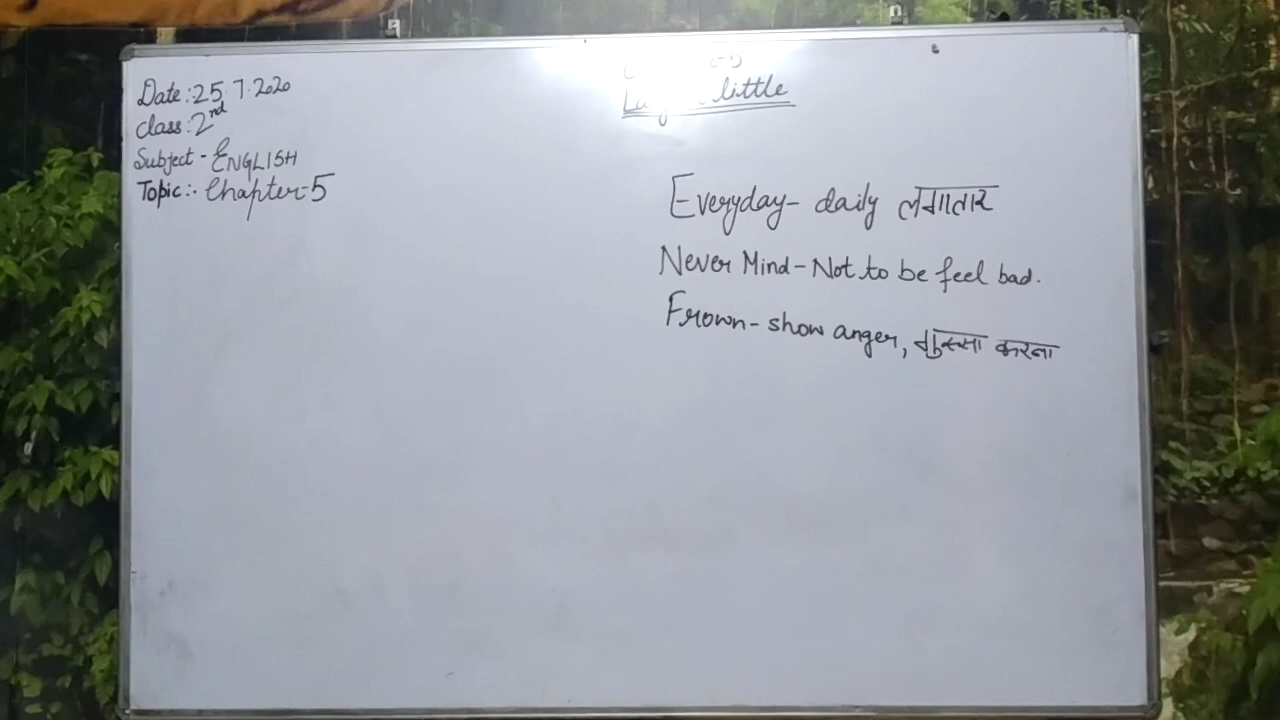 Date: 25.7.2020
Class: 2nd
Subject - ENGLISH
Topic:- Chapter-5
little
Everyday - daily लगातार
Never Mind - Not to be feel bad.
Frown - show anger, गुस्सा करना